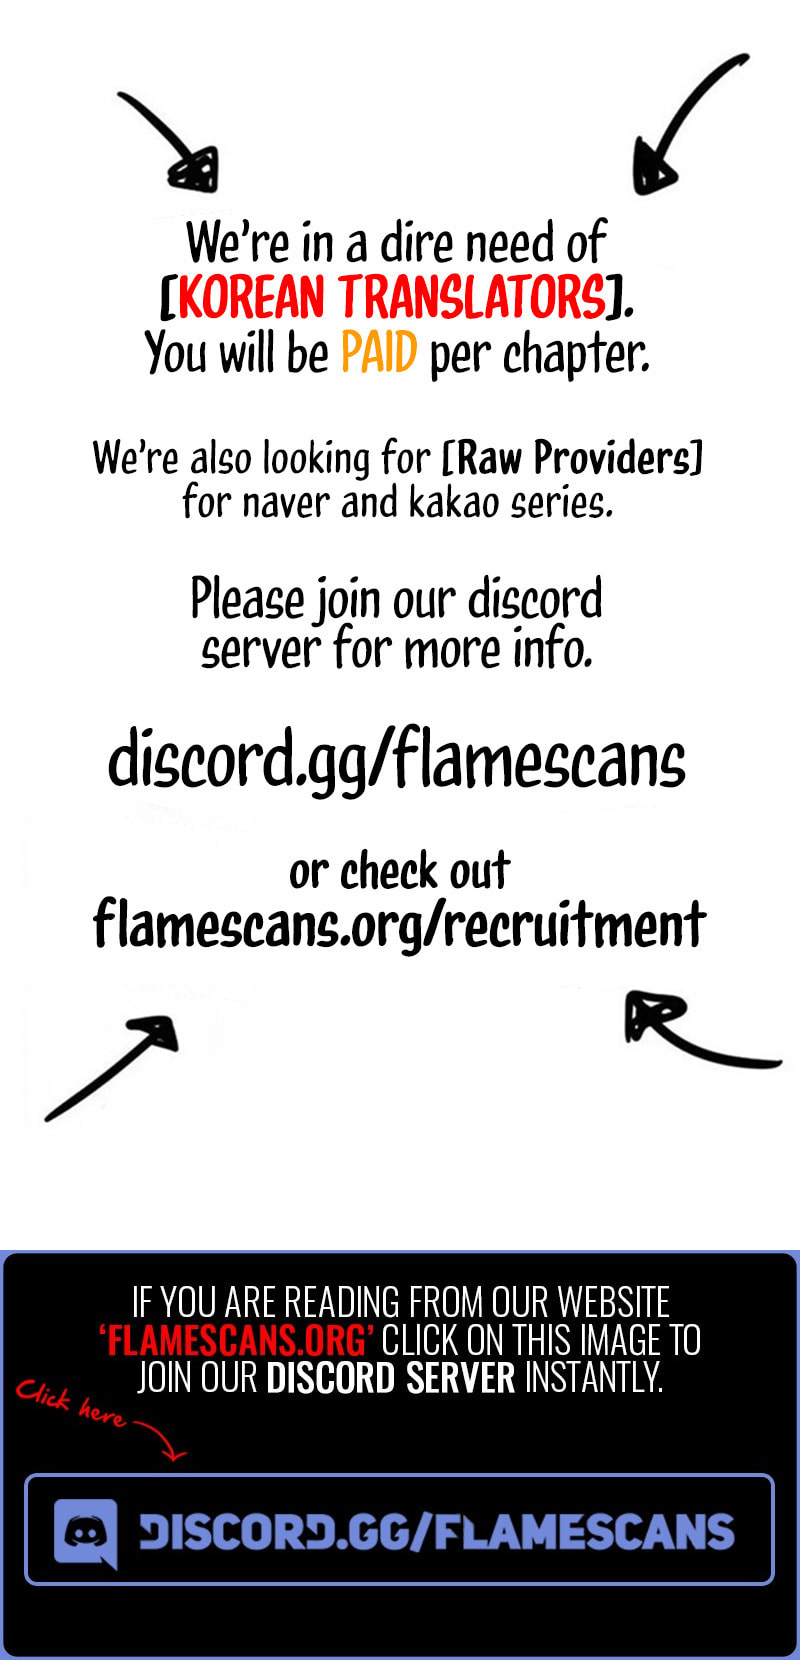 We're in a dire need of
[KOREAN TRANSLATORS].
You will be PAID per chapter.
We're also looking for [Raw Providers]
for naver and kakao series.
Please join our discord
server for more info.
discord.gg/flamescans
or check out
flamescans.org/recruitment
IF YOU ARE READING FROM OUR WEBSITE
'FLAMESCANS.ORG' CLICK ON THIS IMAGE TO
JOIN OUR DISCORD SERVER INSTANTLY.
Click here
DISCORD.GG/FLAMESCANS